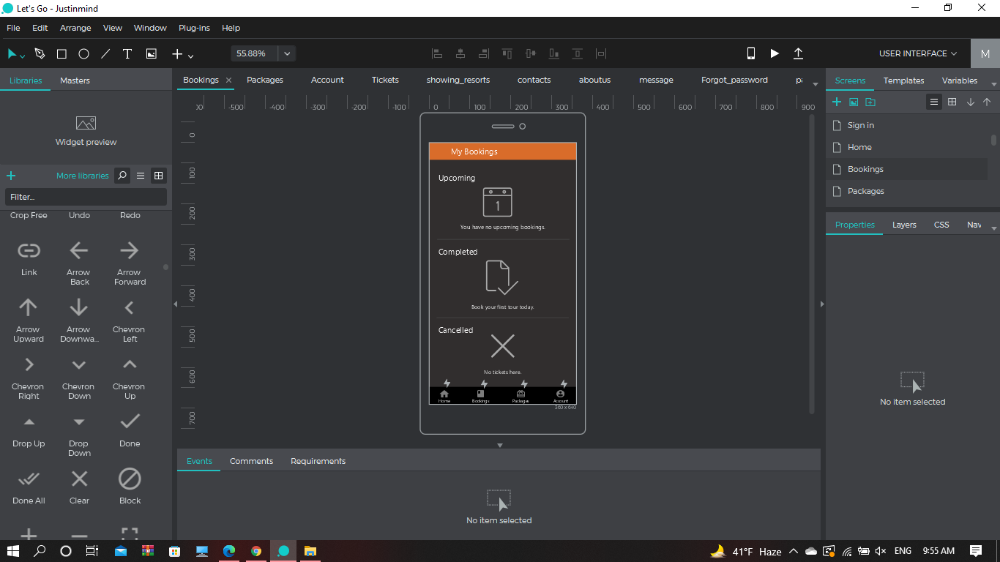 Let's Go - Justinmind
File Edit Arrange View Window Plug-ins Help
55.88%
USER INTERFACE
M
Libraries Masters
Bookings Packages Account Tickets showing_resorts contacts aboutus message Forgot_password
Screens Templates Variables
-500 -400 -300 -200 -100 0 100 200 300 400 500 600 700 800 900
0
100
200
300
400
500
600
700
Widget preview
More libraries
Filter...
Crop Free Undo Redo
Link Arrow Back Arrow Forward
Arrow Upward Arrow Downwa... Chevron Left
Chevron Right Chevron Down Chevron Up
Drop Up Drop Down Done
Done All Clear Block
My Bookings
Upcoming
1
You have no upcoming bookings.
Completed
Book your first tour today.
Cancelled
No tickets here.
Home Bookings Packages Account
360 x 640
Sign in
Home
Bookings
Packages
Properties Layers CSS Nav
No item selected
Events Comments Requirements
No item selected
41°F Haze ENG 9:55 AM